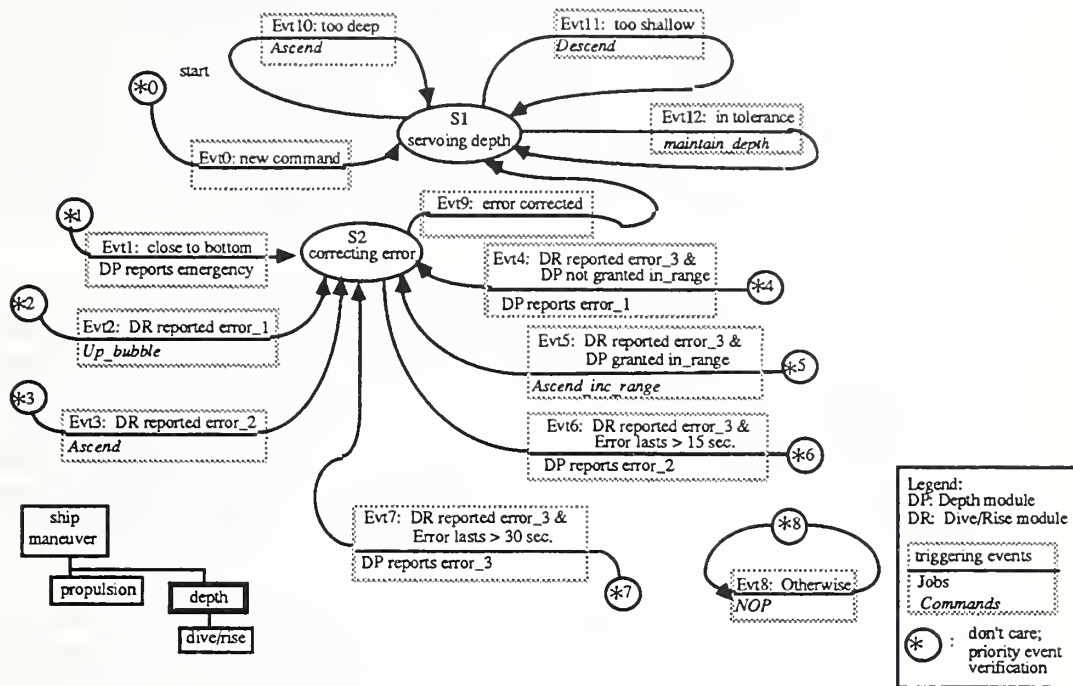 Evt10: too deep
Ascend
Evt11: too shallow
Descend
start
*0
S1
servoing depth
Evt12: in tolerance
maintain_depth
Evt0: new command
Evt9: error corrected
*1
Evt1: close to bottom
DP reports emergency
S2
correcting error
Evt4: DR reported error_3 &
DP not granted in_range
DP reports error_1
*4
*2
Evt2: DR reported error_1
Up_bubble
Evt5: DR reported error_3 &
DP granted in_range
Ascend_inc_range
*5
*3
Evt3: DR reported error_2
Ascend
Evt6: DR reported error_3 &
Error lasts > 15 sec.
DP reports error_2
*6
Evt7: DR reported error_3 &
Error lasts > 30 sec.
DP reports error_3
*7
*8
Evt8: Otherwise
NOP
ship
maneuver
propulsion
depth
dive/rise
Legend:
DP: Depth module
DR: Dive/Rise module
triggering events
Jobs
Commands
* : don't care;
priority event
verification